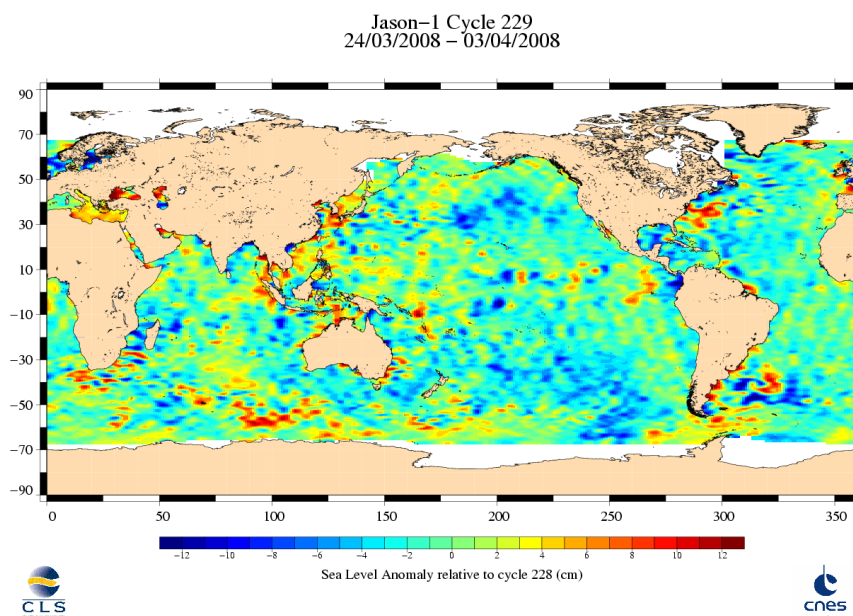 Jason-1 Cycle 229
24/03/2008 - 03/04/2008
90
70
50
30
10
-10
-30
-50
-70
-90
0 50 100 150 200 250 300 350
-12 -10 -8 -6 -4 -2 0 2 4 6 8 10 12
Sea Level Anomaly relative to cycle 228 (cm)
CLS
cnes